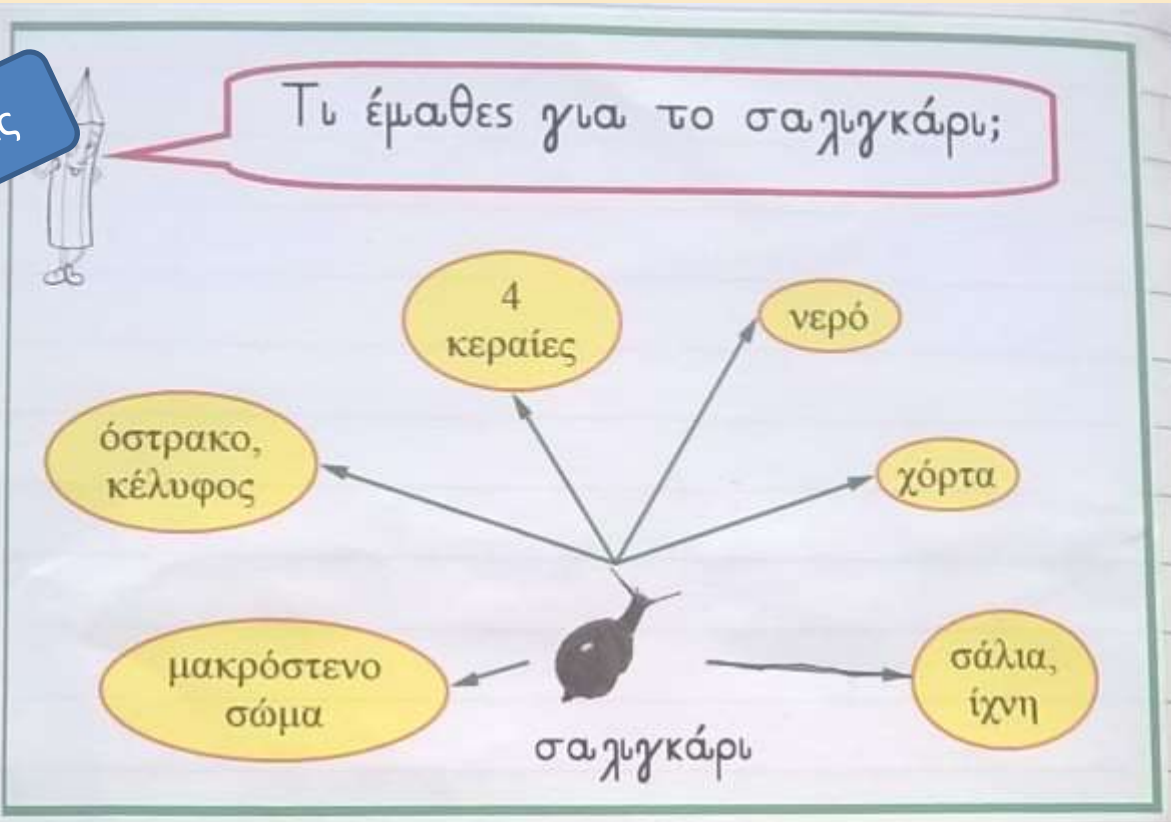 Τι έμαθες για το σαλιγκάρι;
4
κεραίες
νερό
όστρακο,
κέλυφος
χόρτα
μακρόστενο
σώμα
σάλια,
ίχνη
σαλιγκάρι